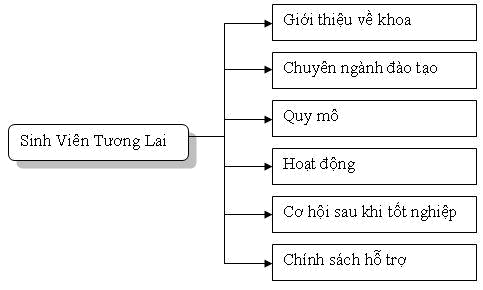 Giới thiệu về khoa
Chuyên ngành đào tạo
Quy mô
Sinh Viên Tương Lai
Hoạt động
Cơ hội sau khi tốt nghiệp
Chính sách hỗ trợ